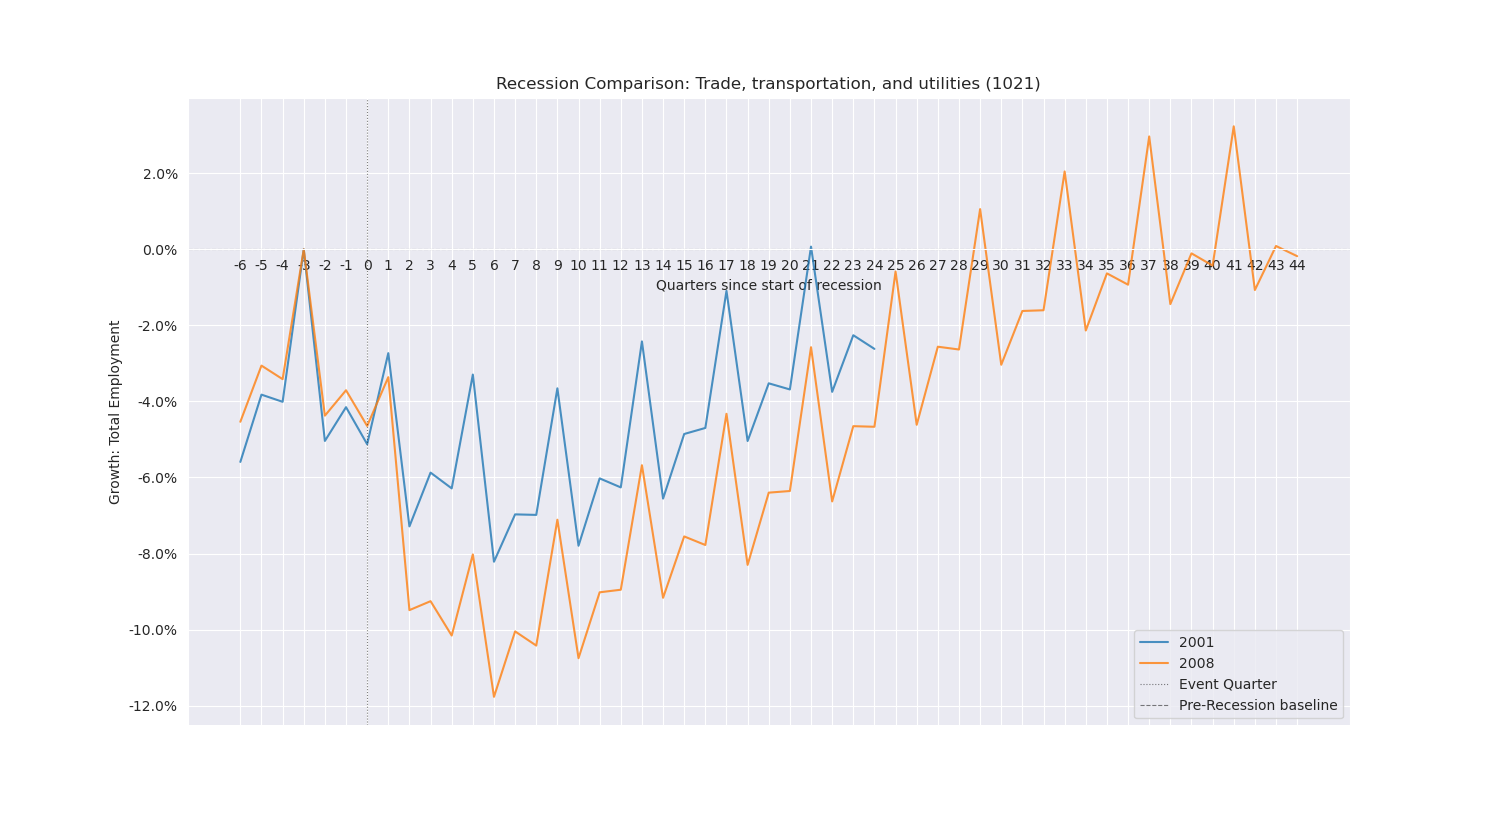 Recession Comparison: Trade, transportation, and utilities (1021)
Growth: Total Employment
2.0%
0.0%
-2.0%
-4.0%
-6.0%
-8.0%
-10.0%
-12.0%
-6 -5 -4 -3 -2 -1 0 1 2 3 4 5 6 7 8 9 10 11 12 13 14 15 16 17 18 19 20 21 22 23 24 25 26 27 28 29 30 31 32 33 34 35 36 37 38 39 40 41 42 43 44
Quarters since start of recession
2001
2008
Event Quarter
Pre-Recession baseline